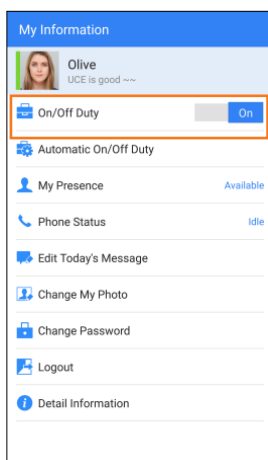 My Information
Olive
UCE is good ~~
On/Off Duty
On
Automatic On/Off Duty
My Presence
Available
Phone Status
Idle
Edit Today's Message
Change My Photo
Change Password
Logout
Detail Information